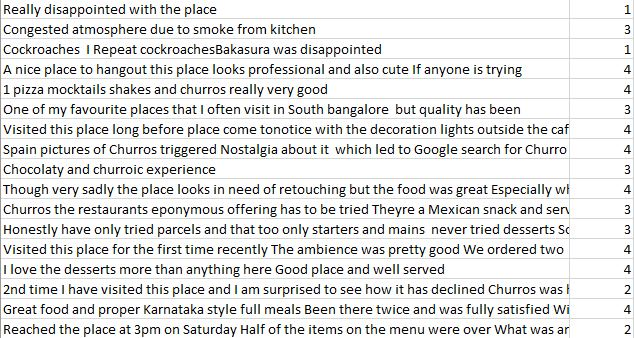 Really disappointed with the place 1
Congested atmosphere due to smoke from kitchen 3
Cockroaches  I Repeat cockroachesBakasura was disappointed 1
A nice place to hangout this place looks professional and also cute If anyone is trying 4
1 pizza mocktails shakes and churros really very good 4
One of my favourite places that I often visit in South bangalore  but quality has been 3
Visited this place long before place come tonotice with the decoration lights outside the caf 4
Spain pictures of Churros triggered Nostalgia about it  which led to Google search for Churro 4
Chocolaty and churroic experience 3
Though very sadly the place looks in need of retouching but the food was great Especially wh 4
Churros the restaurants eponymous offering has to be tried Theyre a Mexican snack and serv 3
Honestly have only tried parcels and that too only starters and mains  never tried desserts So 3
Visited this place for the first time recently The ambience was pretty good We ordered two 4
I love the desserts more than anything here Good place and well served 4
2nd time I have visited this place and I am surprised to see how it has declined Churros was 2
Great food and proper Karnataka style full meals Been there twice and was fully satisfied Wi 4
Reached the place at 3pm on Saturday Half of the items on the menu were over What was ar 2